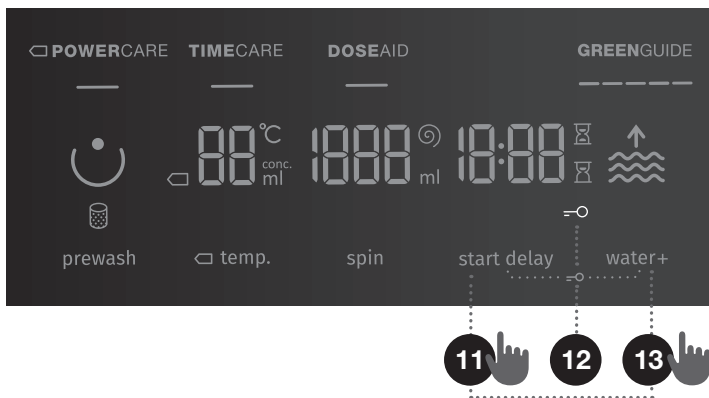 POWERCARE TIMECARE DOSEAID GREENGUIDE
88 °C 1888 18:88
conc.
ml ml
prewash temp. spin start delay water+
11 12 13